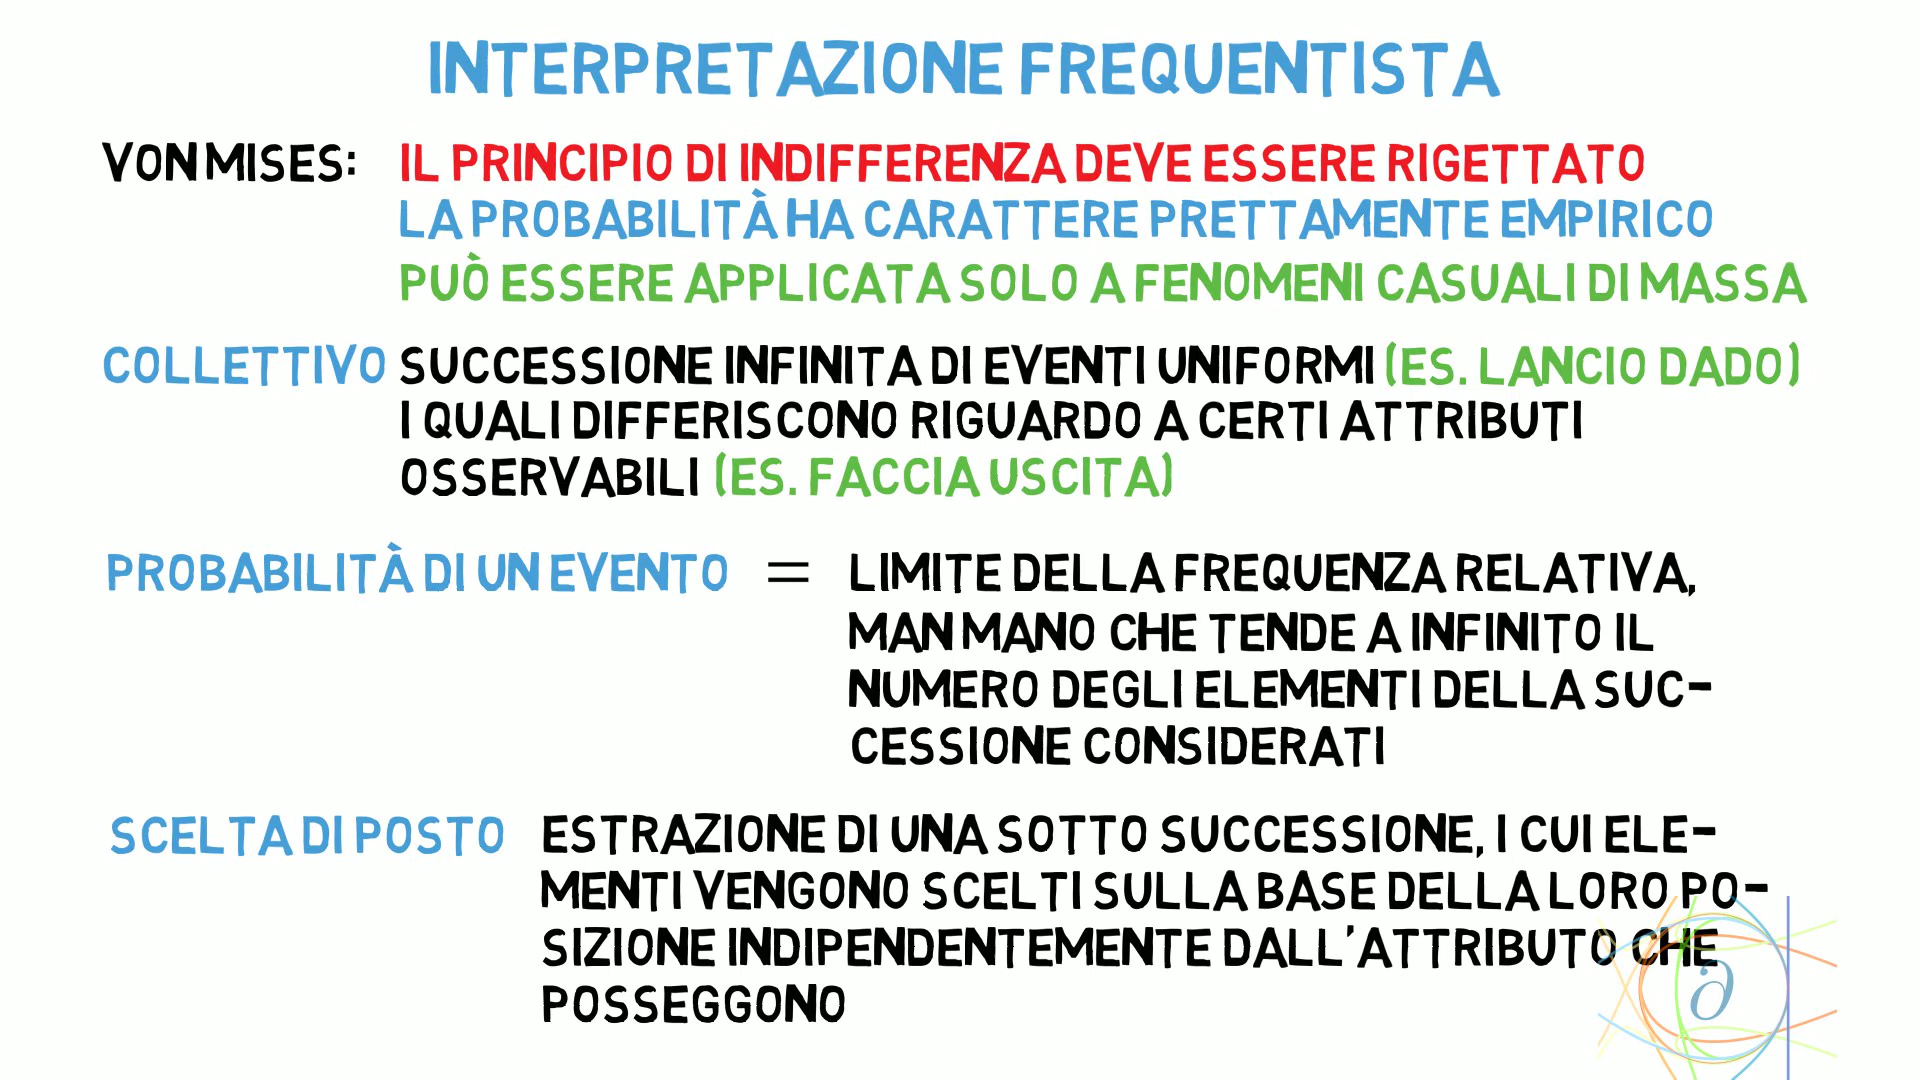 INTERPRETAZIONE FREQUENTISTA
VON MISES: IL PRINCIPIO DI INDIFFERENZA DEVE ESSERE RIGETTATO
LA PROBABILITÀ HA CARATTERE PRETTAMENTE EMPIRICO
PUÒ ESSERE APPLICATA SOLO A FENOMENI CASUALI DI MASSA
COLLETTIVO SUCCESSIONE INFINITA DI EVENTI UNIFORMI (ES. LANCIO DADO)
I QUALI DIFFERISCONO RIGUARDO A CERTI ATTRIBUTI
OSSERVABILI (ES. FACCIA USCITA)
PROBABILITÀ DI UN EVENTO = LIMITE DELLA FREQUENZA RELATIVA,
MAN MANO CHE TENDE A INFINITO IL
NUMERO DEGLI ELEMENTI DELLA SUC-
CESSIONE CONSIDERATI
SCELTA DI POSTO ESTRAZIONE DI UNA SOTTO SUCCESSIONE, I CUI ELE-
MENTI VENGONO SCELTI SULLA BASE DELLA LORO PO-
SIZIONE INDIPENDENTEMENTE DALL'ATTRIBUTO CHE
POSSEGGONO
∂